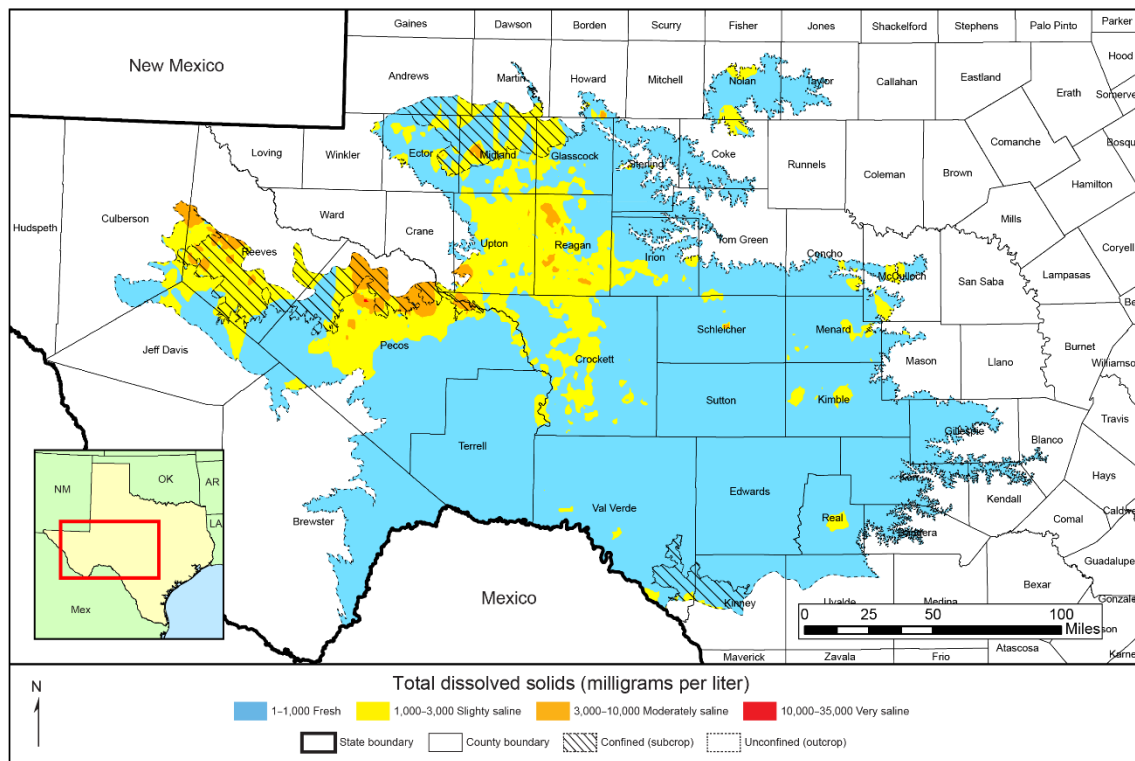 Gaines Dawson Borden Scurry Fisher Jones Shackelford Stephens Palo Pinto Parker
New Mexico
Hood
Andrews Martin Howard Mitchell Nolan Taylor Callahan Eastland
Erath Somerve
Comanche Bosqu
Loving Winkler Ector Midland Glasscock Sterling Coke Runnels Coleman Brown
Hamilton
Culberson Ward Mills
Hudspeth Reeves Crane Upton Reagan Irion Tom Green Concho Coryell
McCulloch San Saba Lampasas
Be
Jeff Davis Pecos Crockett Schleicher Menard
Mason Llano Burnet Williamson
Sutton Kimble Travis
Terrell Gillespie Blanco
Hays
NM OK AR
LA
Mex
Brewster Val Verde Edwards Real Kerr Kendall Comal Caldwe
Bandera Guadalupe
Mexico
Kinney Uvalde Medina Bexar Gonzale
0 25 50 100
Miles
son
Maverick Zavala Frio Atascosa Karne
N
Total dissolved solids (milligrams per liter)
1–1,000 Fresh 1,000–3,000 Slighty saline 3,000–10,000 Moderately saline 10,000–35,000 Very saline
State boundary County boundary Confined (subcrop) Unconfined (outcrop)